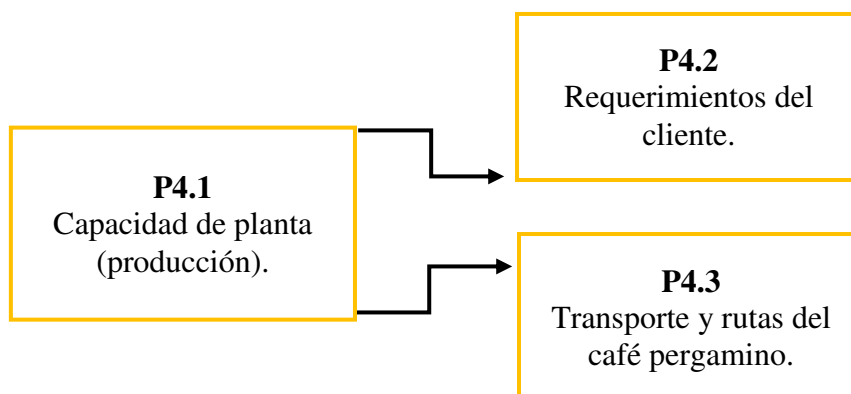 P4.1
Capacidad de planta
(producción).
P4.2
Requerimientos del
cliente.
P4.3
Transporte y rutas del
café pergamino.